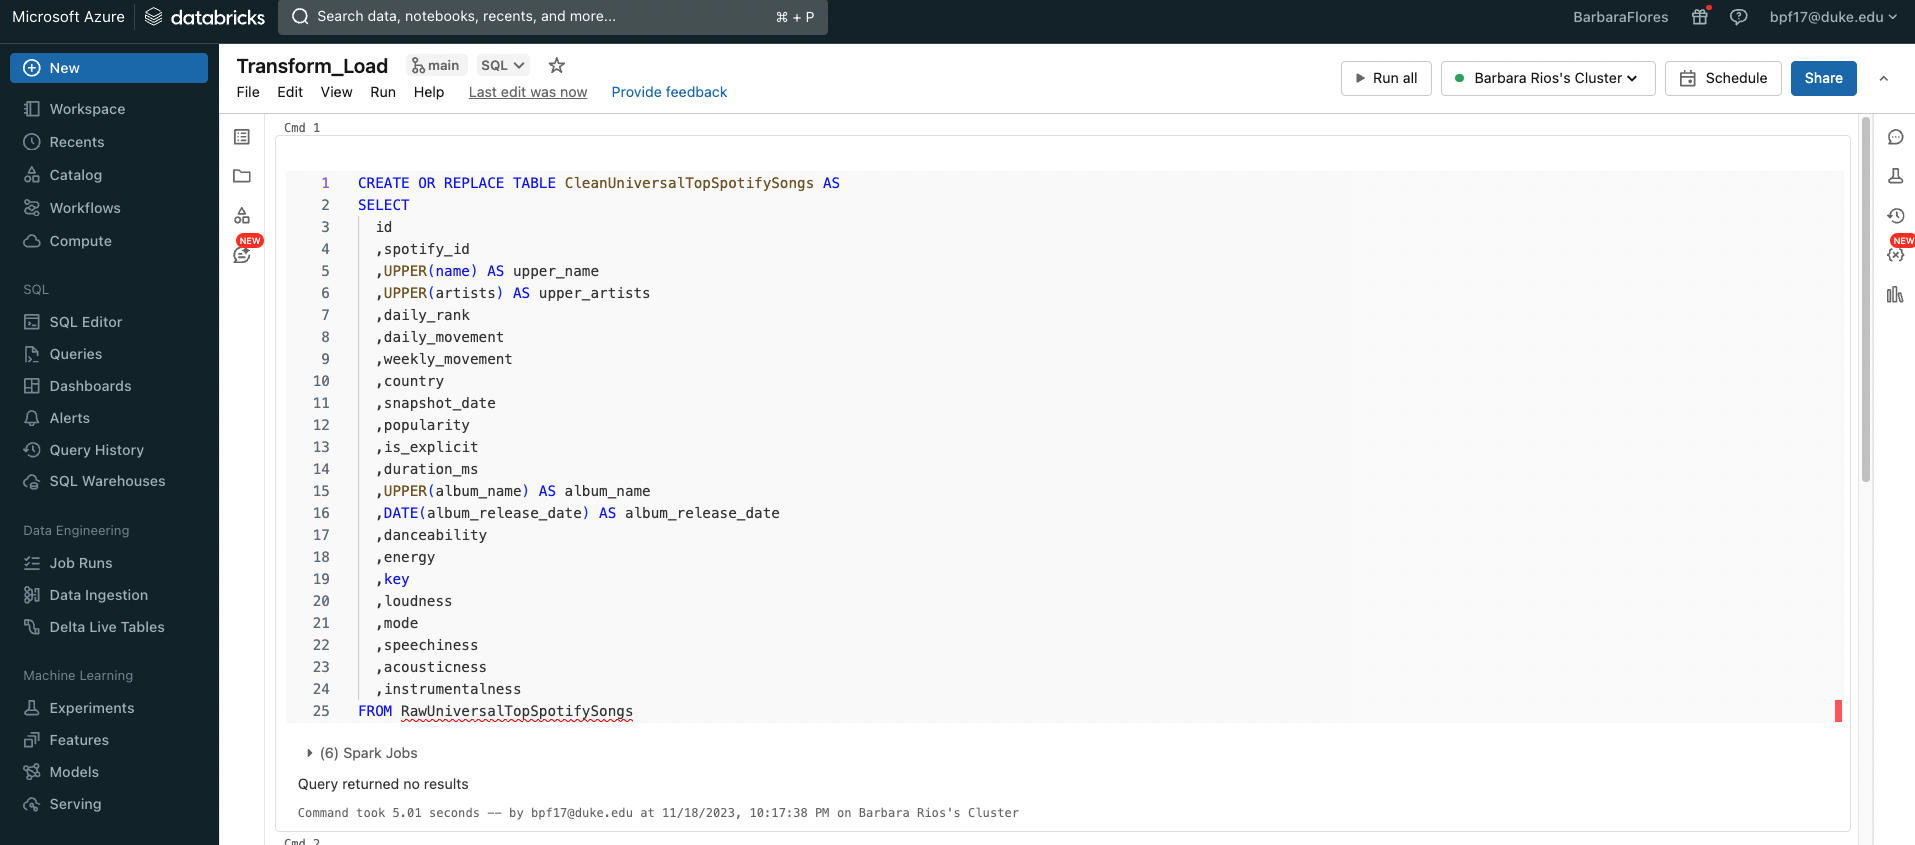 Microsoft Azure databricks Search data, notebooks, recents, and more... ⌘ + P BarbaraFlores bpf17@duke.edu
New
Workspace
Recents
Catalog
Workflows
Compute
SQL
SQL Editor
Queries
Dashboards
Alerts
Query History
SQL Warehouses
Data Engineering
Job Runs
Data Ingestion
Delta Live Tables
Machine Learning
Experiments
Features
Models
Serving
Transform_Load main SQL
File Edit View Run Help Last edit was now Provide feedback
Run all Barbara Rios's Cluster Schedule Share
NEW
NEW
Cmd 1
1 CREATE OR REPLACE TABLE CleanUniversalTopSpotifySongs AS
2 SELECT
3 id
4 ,spotify_id
5 ,UPPER(name) AS upper_name
6 ,UPPER(artists) AS upper_artists
7 ,daily_rank
8 ,daily_movement
9 ,weekly_movement
10 ,country
11 ,snapshot_date
12 ,popularity
13 ,is_explicit
14 ,duration_ms
15 ,UPPER(album_name) AS album_name
16 ,DATE(album_release_date) AS album_release_date
17 ,danceability
18 ,energy
19 ,key
20 ,loudness
21 ,mode
22 ,speechiness
23 ,acousticness
24 ,instrumentalness
25 FROM RawUniversalTopSpotifySongs
(6) Spark Jobs
Query returned no results
Command took 5.01 seconds -- by bpf17@duke.edu at 11/18/2023, 10:17:38 PM on Barbara Rios's Cluster
Cmd 2